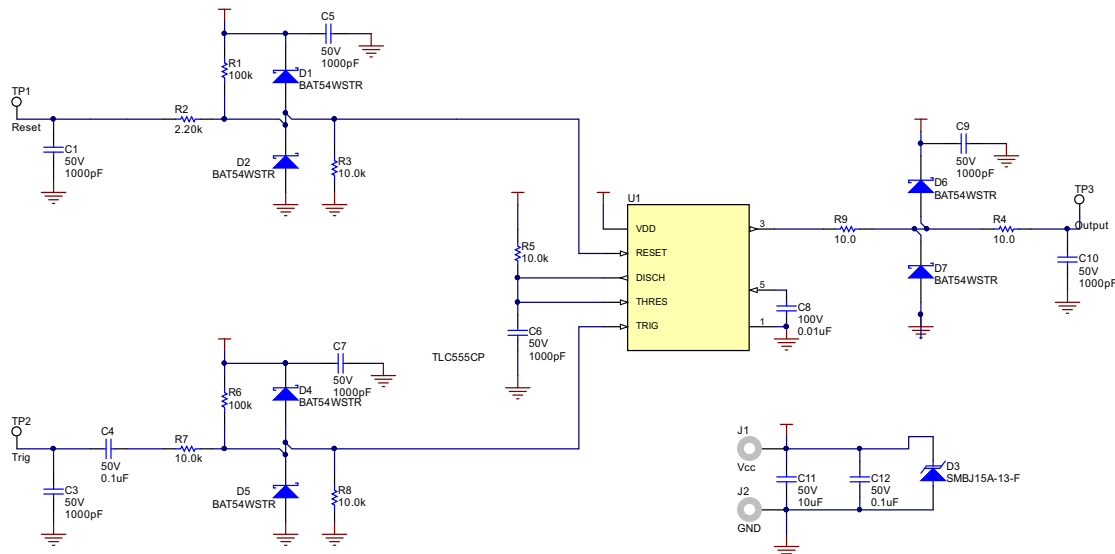 C5
50V
1000pF
R1
100k
D1
BAT54WSTR
TP1
Reset
R2
2.20k
C1
50V
1000pF
D2
BAT54WSTR
R3
10.0k
C9
50V
1000pF
D6
BAT54WSTR
TP3
Output
U1
VDD
RESET
DISCH
THRES
TRIG
3
5
1
R9
10.0
R4
10.0
D7
BAT54WSTR
C10
50V
1000pF
R5
10.0k
C6
50V
1000pF
TLC555CP
C8
100V
0.01uF
C7
50V
1000pF
R6
100k
D4
BAT54WSTR
TP2
Trig
C4
50V
0.1uF
R7
10.0k
C3
50V
1000pF
D5
BAT54WSTR
R8
10.0k
J1
Vcc
J2
GND
C11
50V
10uF
C12
50V
0.1uF
D3
SMBJ15A-13-F